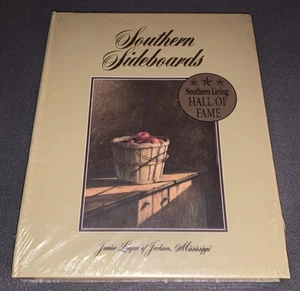 Southern
Sideboards
Southern Living
HALL OF
FAME
Junior League of Jackson, Mississippi